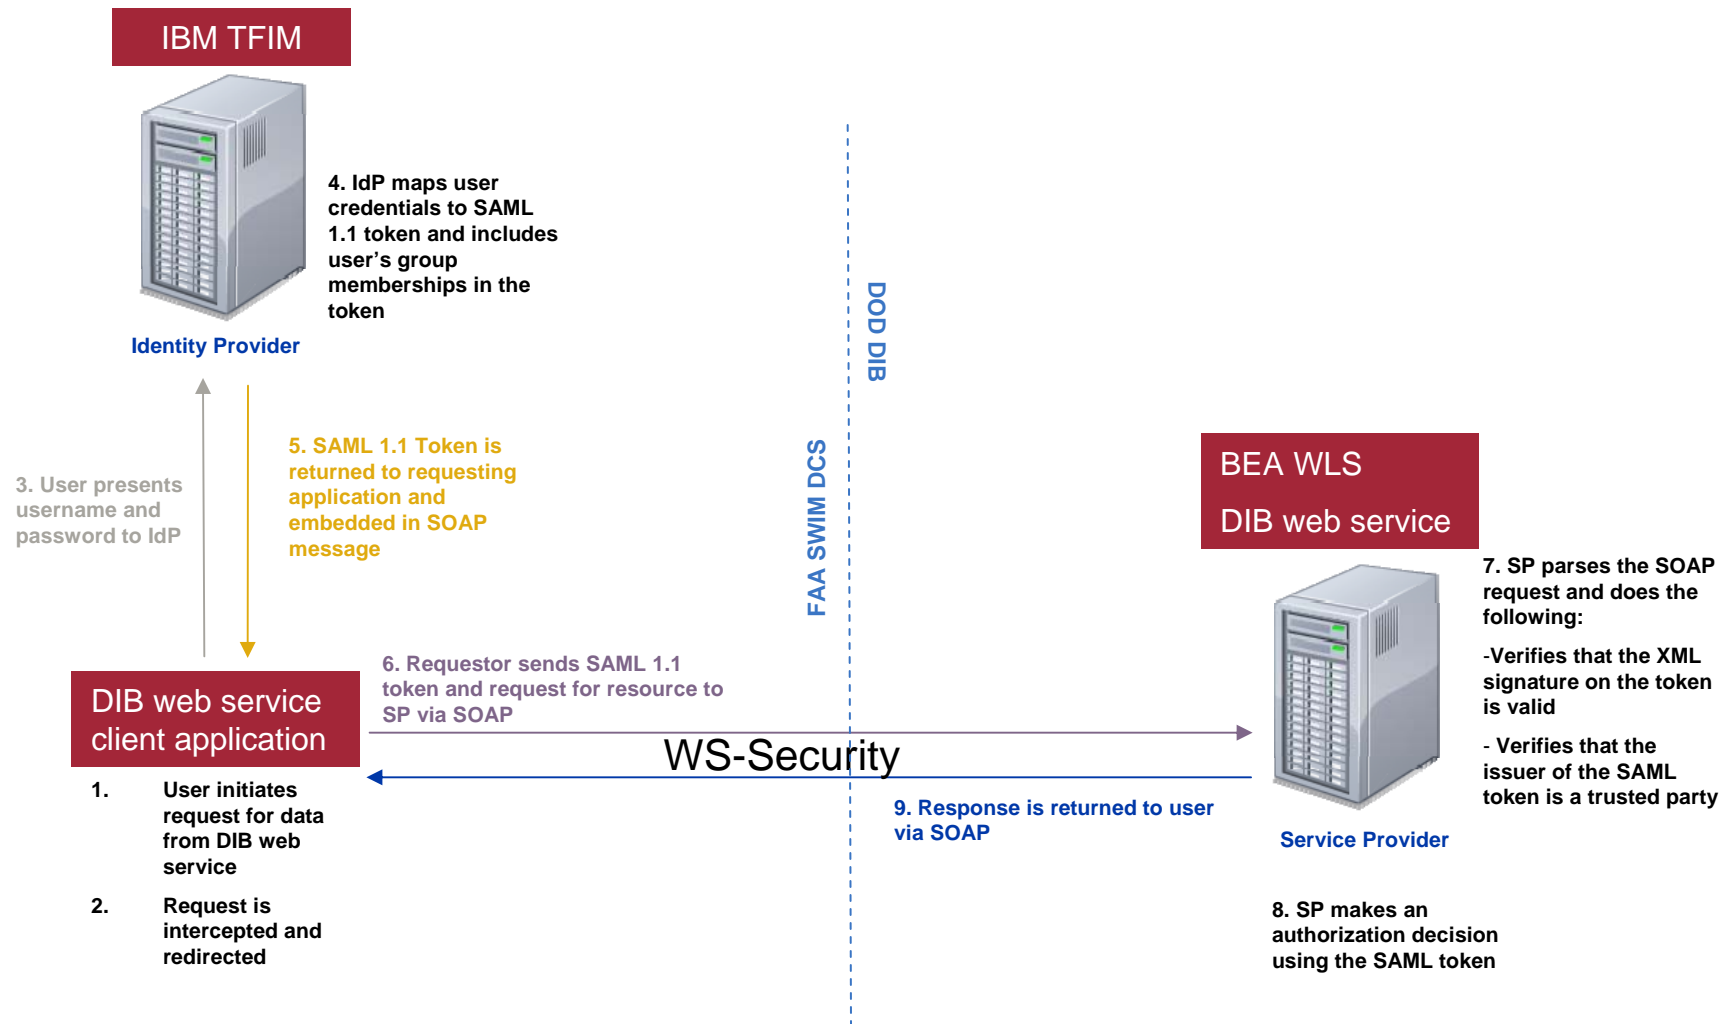 IBM TFIM
4. IdP maps user
credentials to SAML
1.1 token and includes
user's group
memberships in the
token
Identity Provider
DOD DIB
FAA SWIM DCS
3. User presents
username and
password to IdP
5. SAML 1.1 Token is
returned to requesting
application and
embedded in SOAP
message
BEA WLS
DIB web service
7. SP parses the SOAP
request and does the
following:
-Verifies that the XML
signature on the token
is valid
- Verifies that the
issuer of the SAML
token is a trusted party
6. Requestor sends SAML 1.1
token and request for resource to
SP via SOAP
DIB web service
client application
WS-Security
1. User initiates
request for data
from DIB web
service
2. Request is
intercepted and
redirected
9. Response is returned to user
via SOAP
Service Provider
8. SP makes an
authorization decision
using the SAML token